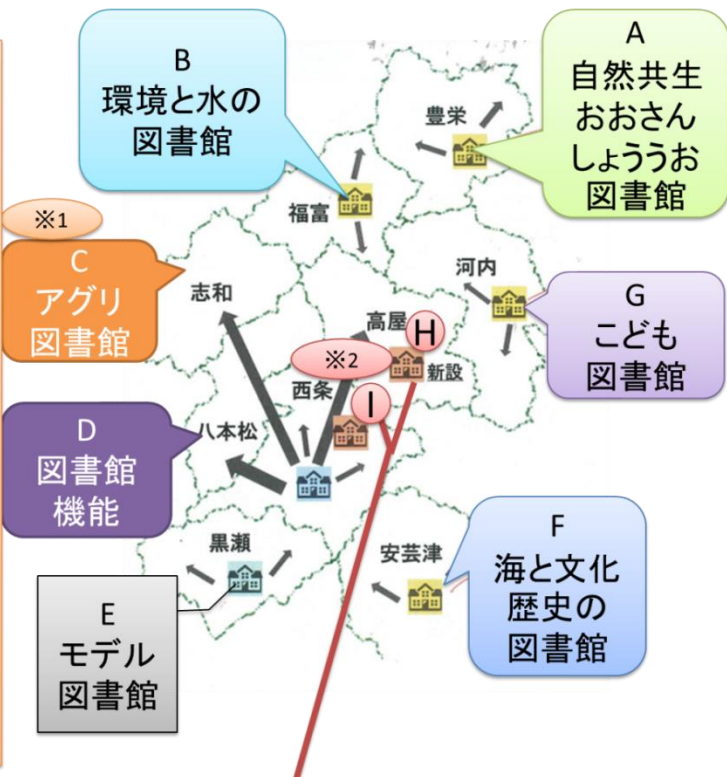 B
環境と水の
図書館
A
自然共生
おおさん
しょううお
図書館
豊栄
福富
※1
C
アグリ
図書館
志和
河内
G
こども
図書館
高屋
H
※2
新設
西条
I
D
図書館
機能
八本松
黒瀬
安芸津
F
海と文化
歴史の
図書館
E
モデル
図書館